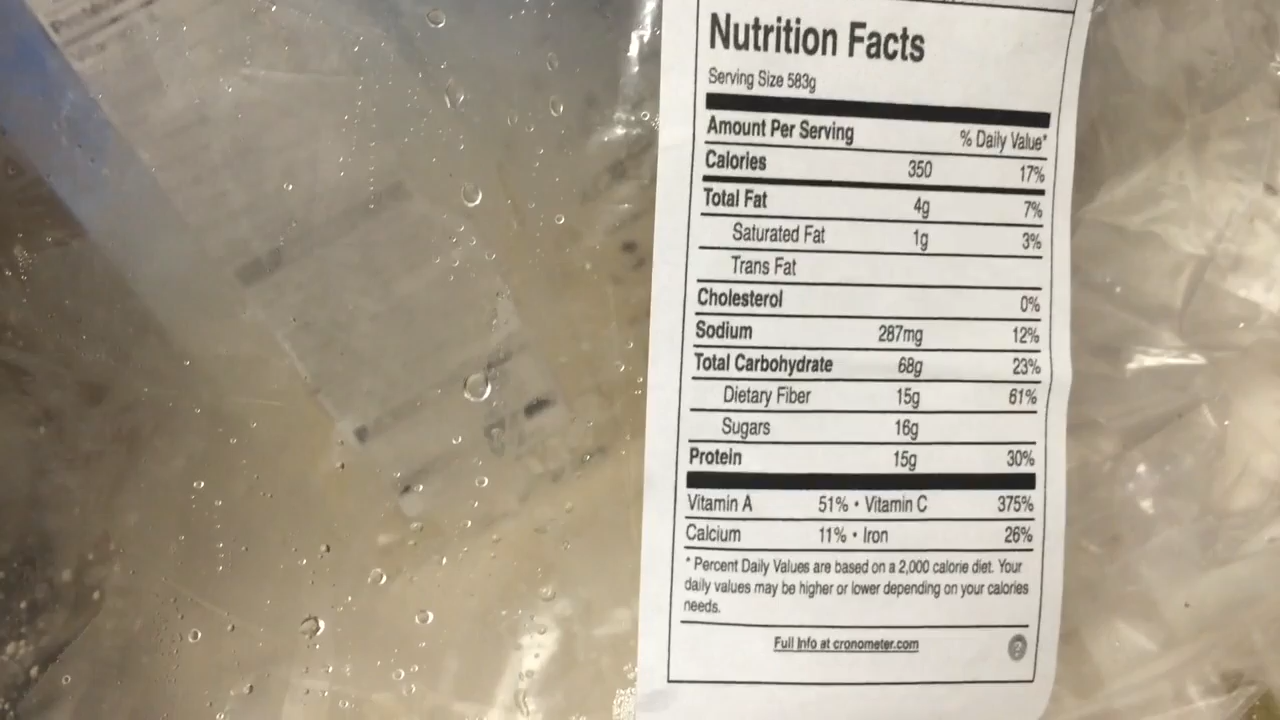 Nutrition Facts
Serving Size 583g
Amount Per Serving % Daily Value*
Calories 350 17%
Total Fat 4g 7%
Saturated Fat 1g 3%
Trans Fat
Cholesterol 0%
Sodium 287mg 12%
Total Carbohydrate 68g 23%
Dietary Fiber 15g 61%
Sugars 16g
Protein 15g 30%
Vitamin A 51% • Vitamin C 375%
Calcium 11% • Iron 26%
* Percent Daily Values are based on a 2,000 calorie diet. Your
daily values may be higher or lower depending on your calories
needs.
Full Info at cronometer.com ?